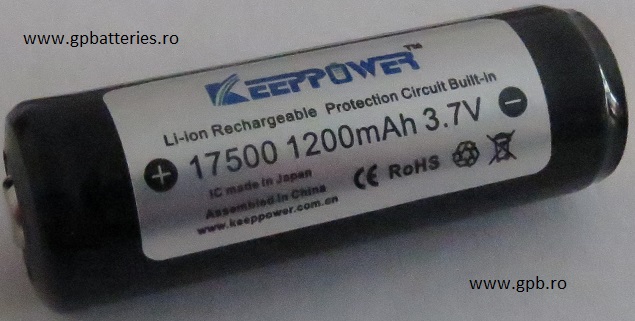 www.gpbatteries.ro
KEEPPOWER™
Li-ion Rechargeable Protection Circuit Built-in
17500 1200mAh 3.7V
IC made in Japan
Assembled in China
www.keeppower.com.cn
CE RoHS
www.gpb.ro